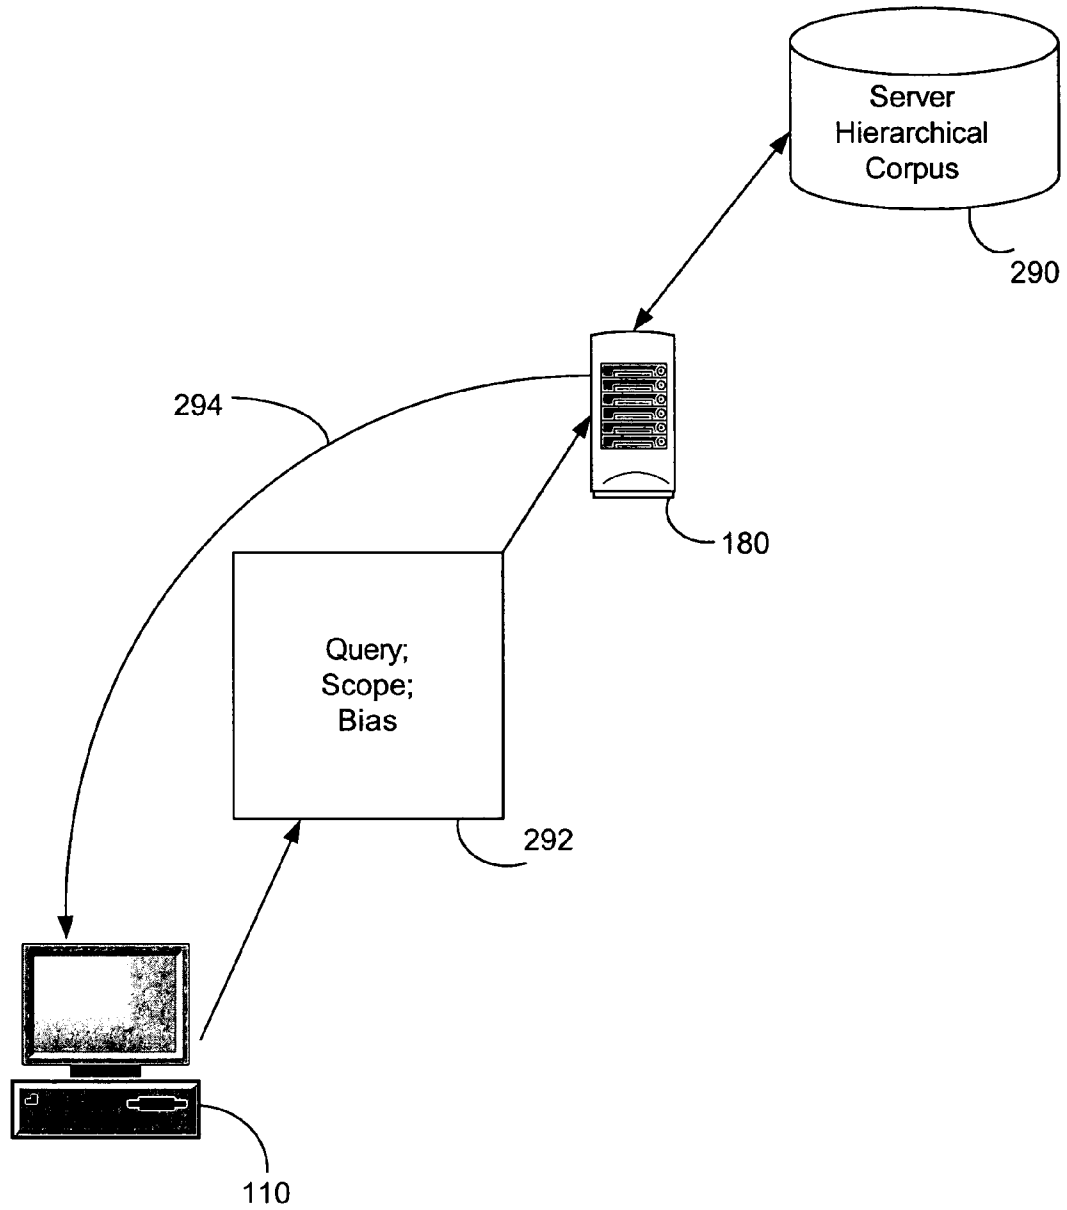 Server
Hierarchical
Corpus
290
294
180
Query;
Scope;
Bias
292
110